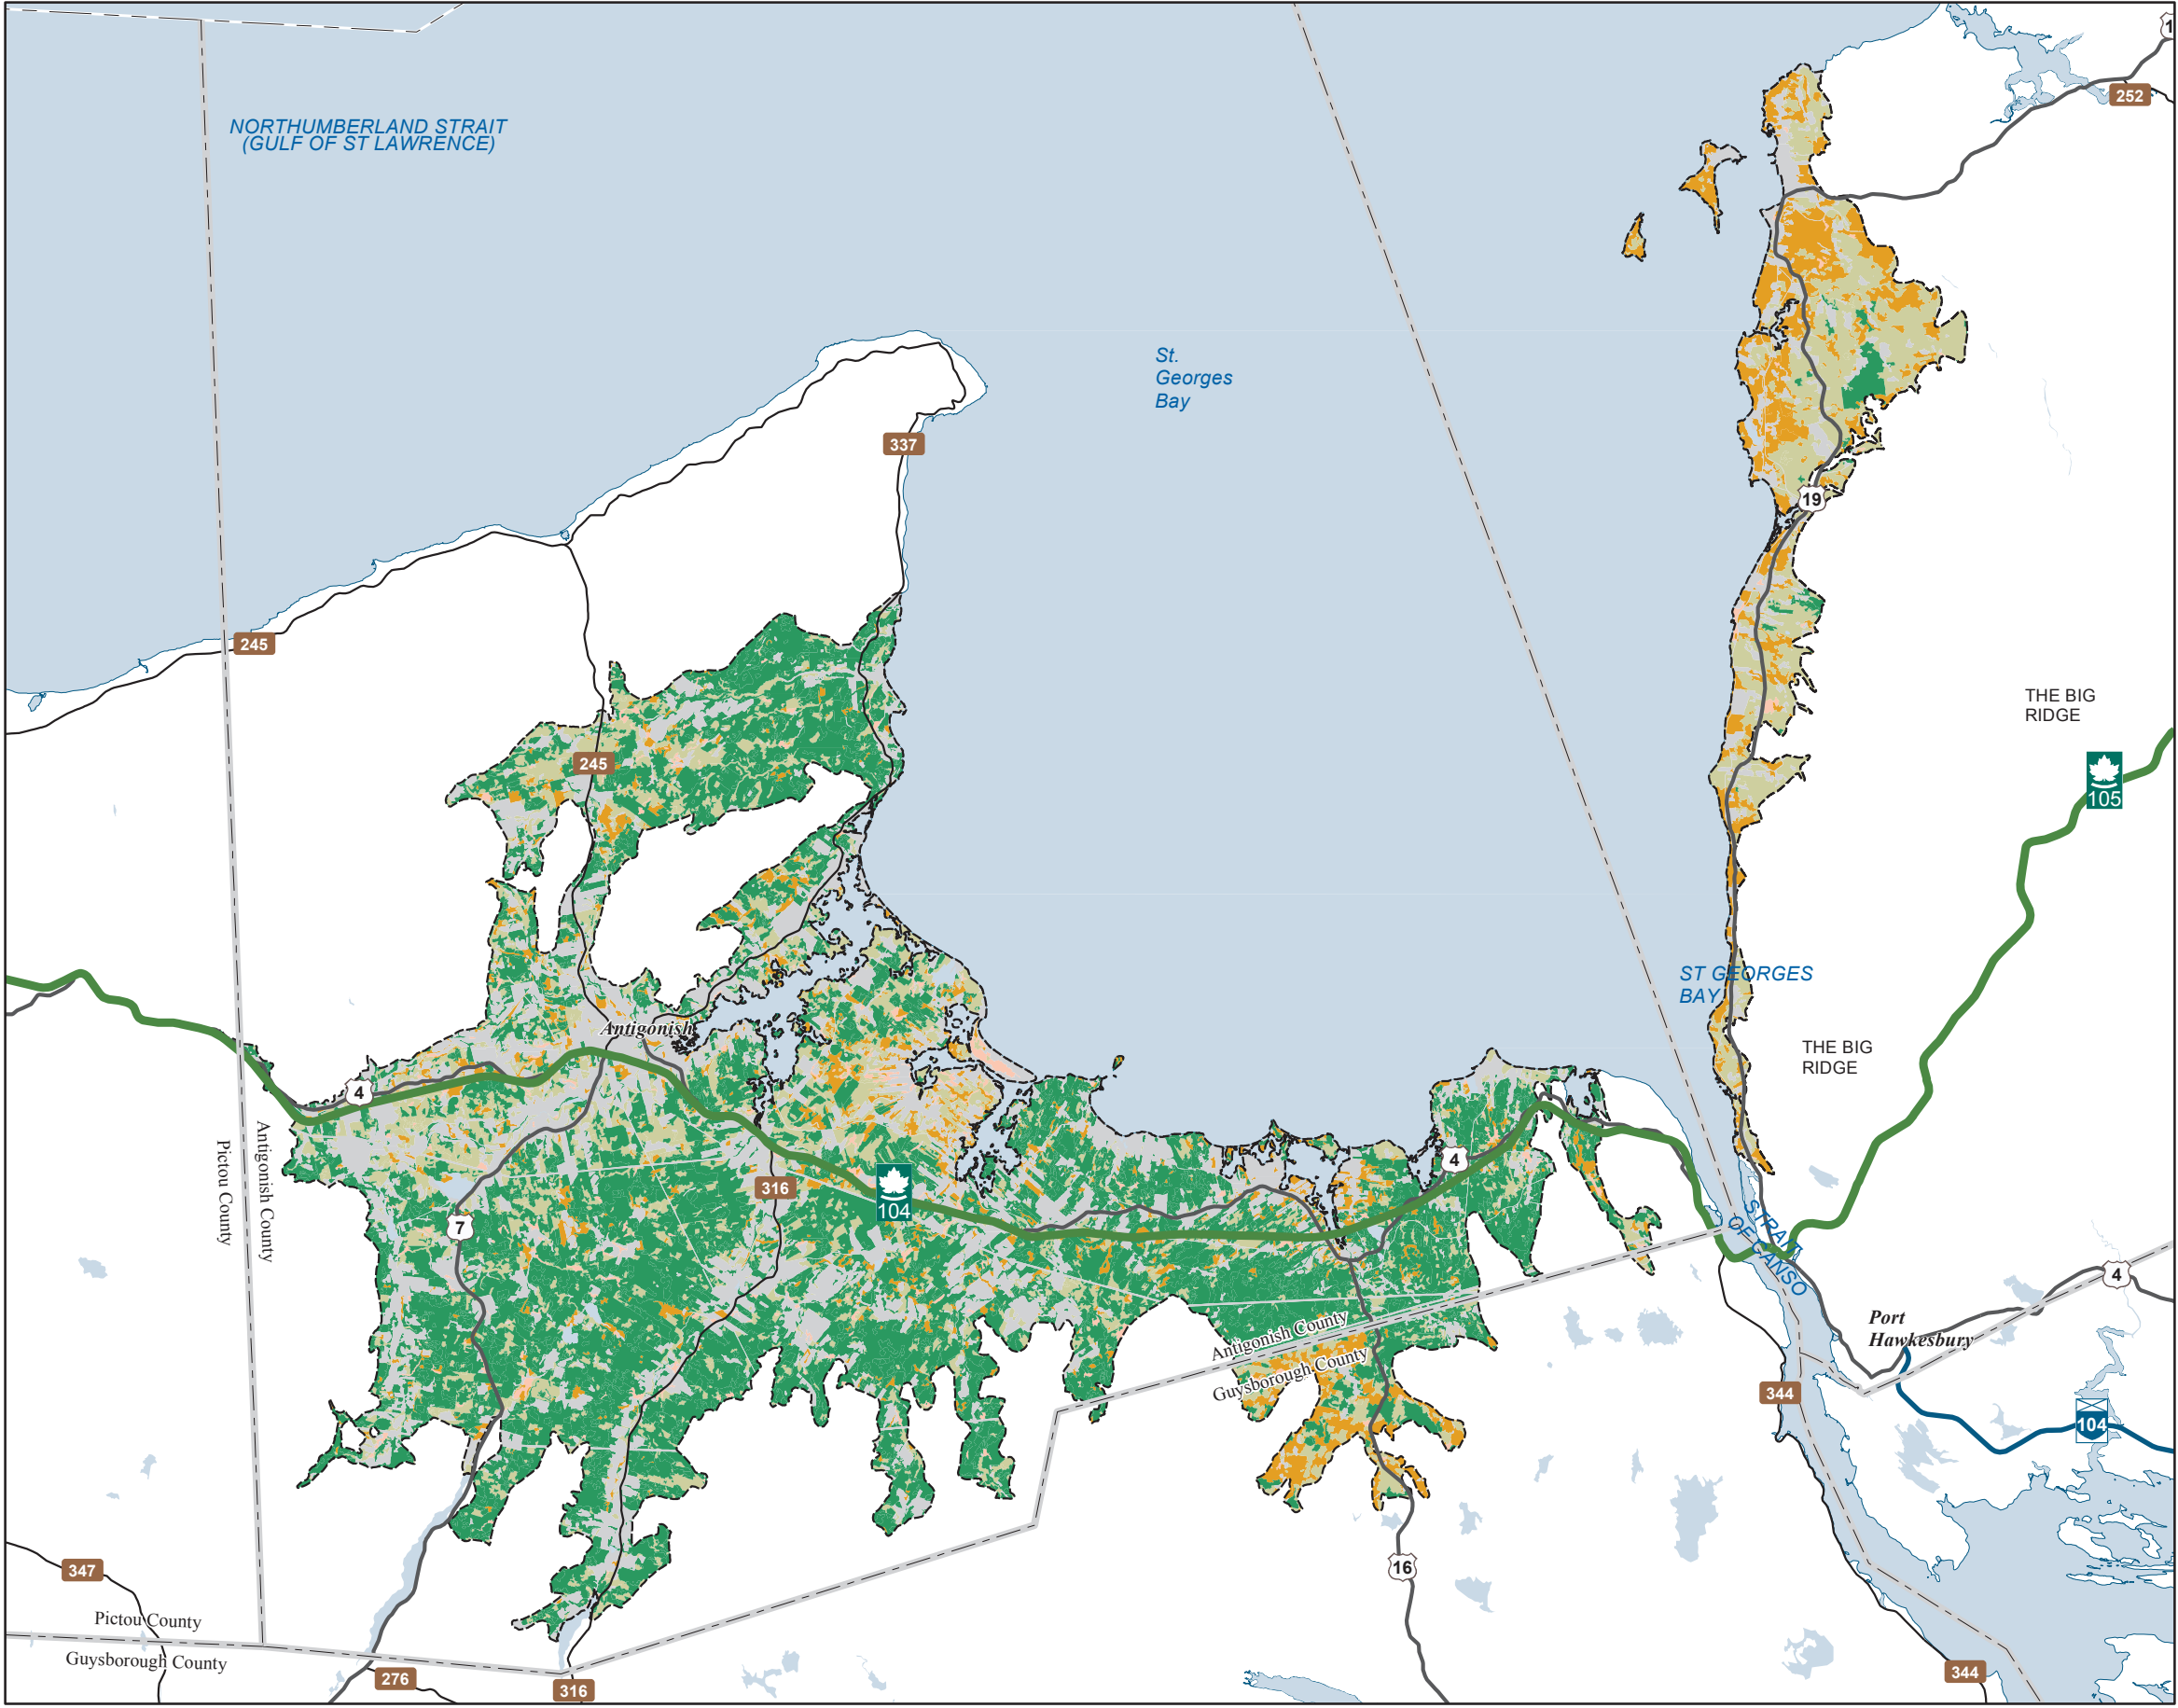 1
252
NORTHUMBERLAND STRAIT
(GULF OF ST LAWRENCE)
St.
Georges
Bay
337
19
245
THE BIG
RIDGE
245
105
ST GEORGES
BAY
Antigonish
THE BIG
RIDGE
4
Pictou County
Antigonish County
4
316
104
7
STRAIT
OF CANSO
4
Port
Hawkesbury
Antigonish County
Guysborough County
344
104
16
347
Pictou County
Guysborough County
276
316
344